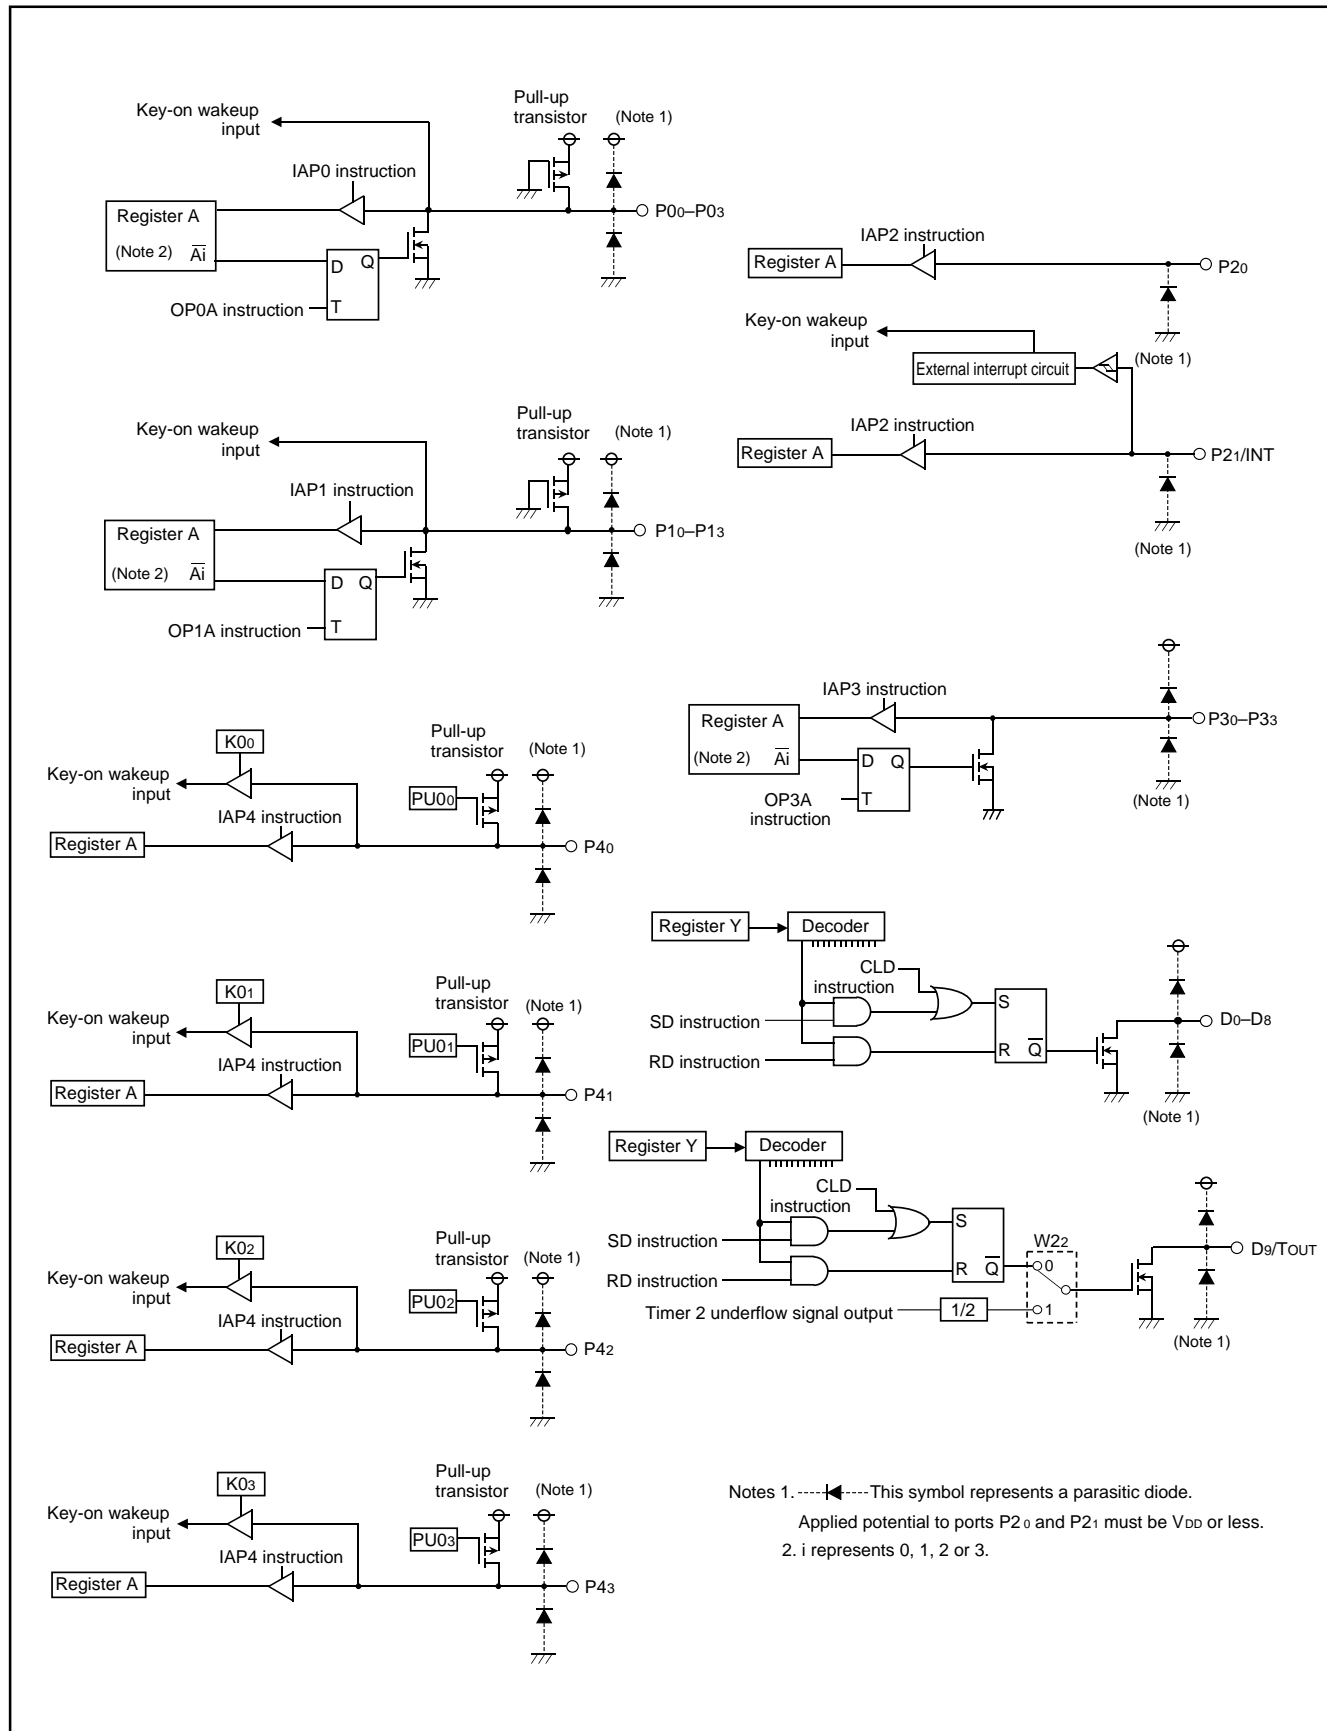 Key-on wakeup
input
Pull-up
transistor
(Note 1)
IAP0 instruction
Register A
(Note 2) Ai
D Q
T
OP0A instruction
P00–P03
Key-on wakeup
input
Pull-up
transistor
(Note 1)
IAP1 instruction
Register A
(Note 2) Ai
D Q
T
OP1A instruction
P10–P13
K00
Key-on wakeup
input
Pull-up
transistor
(Note 1)
PU00
IAP4 instruction
Register A
P40
K01
Key-on wakeup
input
Pull-up
transistor
(Note 1)
PU01
IAP4 instruction
Register A
P41
K02
Key-on wakeup
input
Pull-up
transistor
(Note 1)
PU02
IAP4 instruction
Register A
P42
K03
Key-on wakeup
input
Pull-up
transistor
(Note 1)
PU03
IAP4 instruction
Register A
P43
IAP2 instruction
Register A
P20
(Note 1)
Key-on wakeup
input
External interrupt circuit
IAP2 instruction
Register A
P21/INT
(Note 1)
IAP3 instruction
Register A
(Note 2) Ai
D Q
T
OP3A
instruction
P30–P33
(Note 1)
Register Y
Decoder
CLD
instruction
SD instruction
RD instruction
S
R Q
D0–D8
(Note 1)
Register Y
Decoder
CLD
instruction
SD instruction
RD instruction
S
R Q
W22
0
1
Timer 2 underflow signal output
1/2
D9/TOUT
(Note 1)
Notes 1. This symbol represents a parasitic diode.
Applied potential to ports P20 and P21 must be VDD or less.
2. i represents 0, 1, 2 or 3.